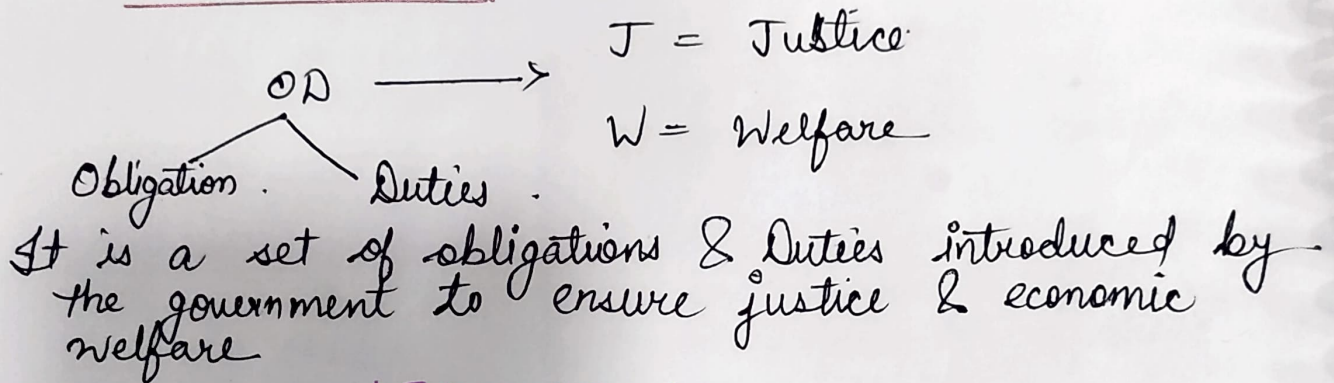 J = Justice
OD ⟶
W = Welfare
Obligation . Duties .
It is a set of obligations & Duties introduced by
the government to ensure justice & economic
welfare